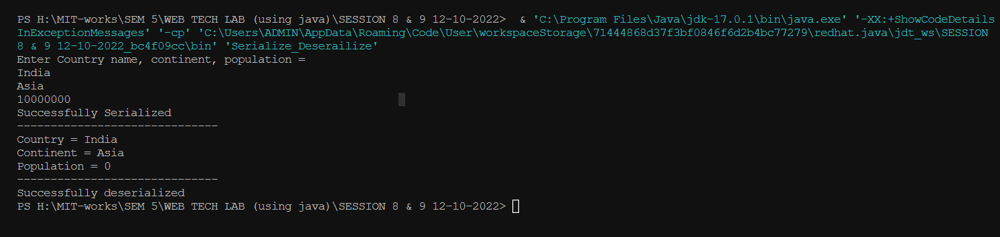 PS H:\MIT-works\SEM 5\WEB TECH LAB (using java)\SESSION 8 & 9 12-10-2022>  & 'C:\Program Files\Java\jdk-17.0.1\bin\java.exe' '-XX:+ShowCodeDetails
InExceptionMessages' '-cp' 'C:\Users\ADMIN\AppData\Roaming\Code\User\workspaceStorage\71444868d37f3bf0846f6d2b4bc77279\redhat.java\jdt_ws\SESSION
8 & 9 12-10-2022_bc4f09cc\bin' 'Serialize_Deserailize'
Enter Country name, continent, population =
India
Asia
10000000
Successfully Serialized
------------------------------
Country = India
Continent = Asia
Population = 0
------------------------------
Successfully deserialized
PS H:\MIT-works\SEM 5\WEB TECH LAB (using java)\SESSION 8 & 9 12-10-2022>